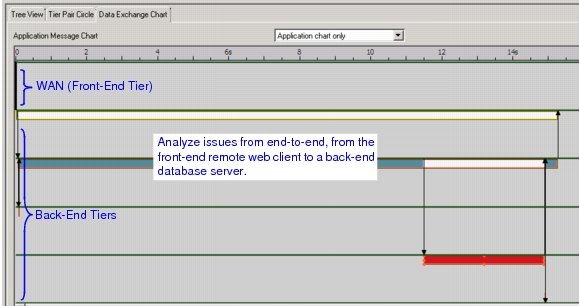 Tree View Tier Pair Circle Data Exchange Chart
Application Message Chart Application chart only
0 2 4 6s 8 10 12 14s
WAN (Front-End Tier)
Analyze issues from end-to-end, from the
front-end remote web client to a back-end
database server.
Back-End Tiers